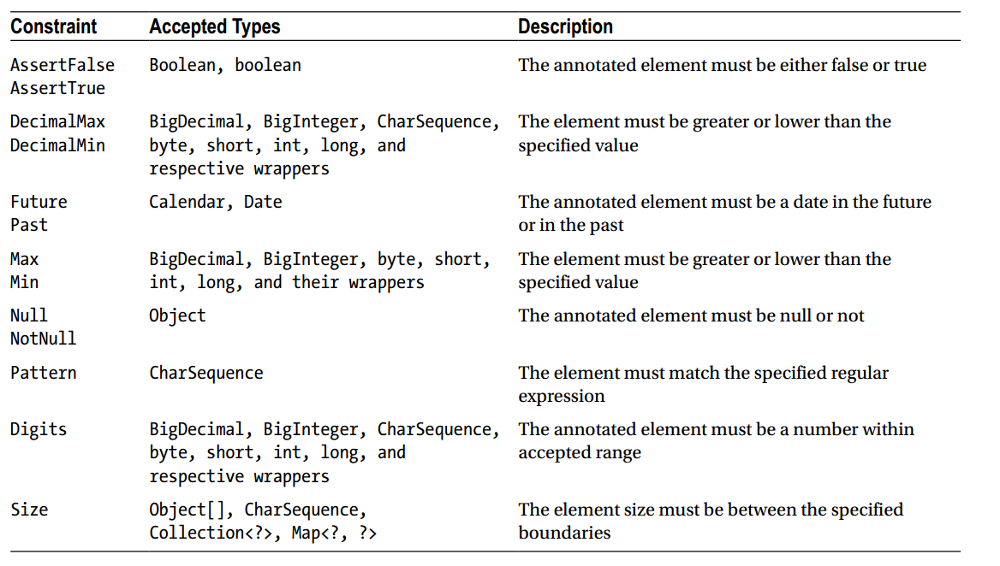 Constraint Accepted Types Description
AssertFalse Boolean, boolean The annotated element must be either false or true
AssertTrue
DecimalMax BigDecimal, BigInteger, CharSequence, The element must be greater or lower than the
DecimalMin byte, short, int, long, and specified value
respective wrappers
Future Calendar, Date The annotated element must be a date in the future
Past or in the past
Max BigDecimal, BigInteger, byte, short, The element must be greater or lower than the
Min int, long, and their wrappers specified value
Null Object The annotated element must be null or not
NotNull
Pattern CharSequence The element must match the specified regular
expression
Digits BigDecimal, BigInteger, CharSequence, The annotated element must be a number within
byte, short, int, long, and accepted range
respective wrappers
Size Object[], CharSequence, The element size must be between the specified
Collection<?>, Map<?, ?> boundaries